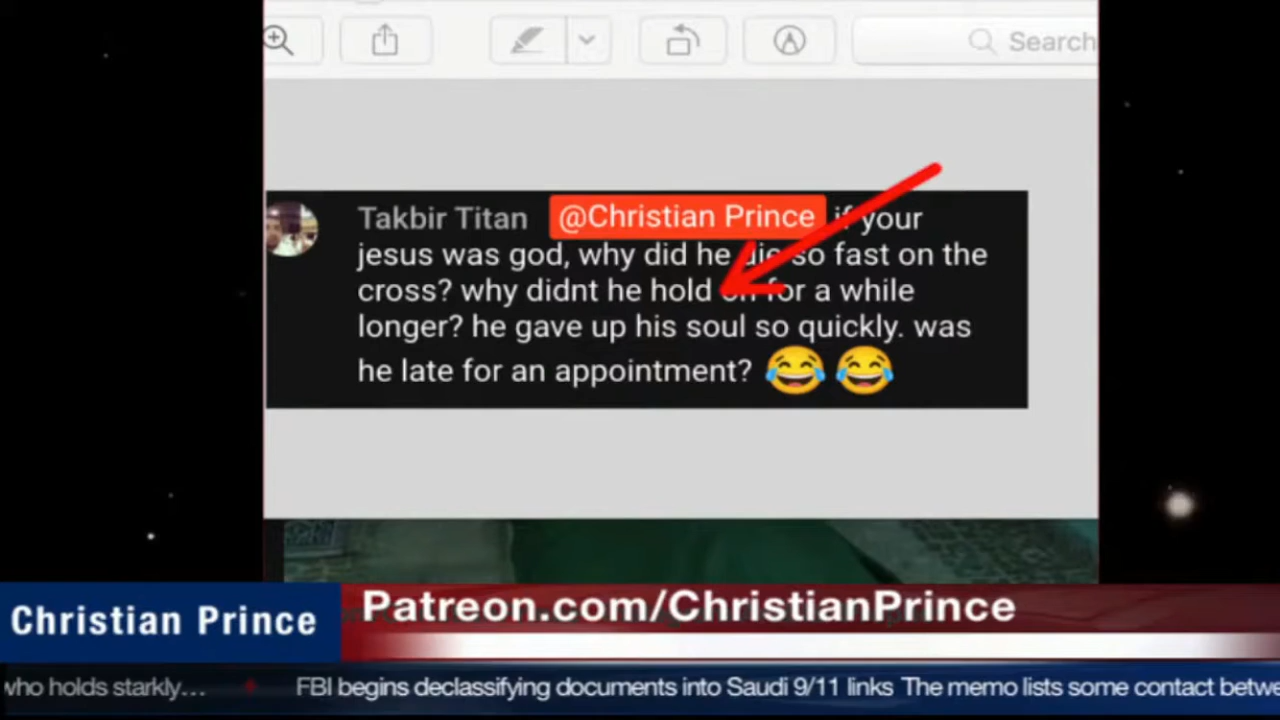 Search
Takbir Titan @Christian Prince if your
jesus was god, why did he die so fast on the
cross? why didnt he hold on for a while
longer? he gave up his soul so quickly. was
he late for an appointment? 😂😂
Christian Prince
Patreon.com/ChristianPrince
who holds starkly... FBI begins declassifying documents into Saudi 9/11 links The memo lists some contact betwe